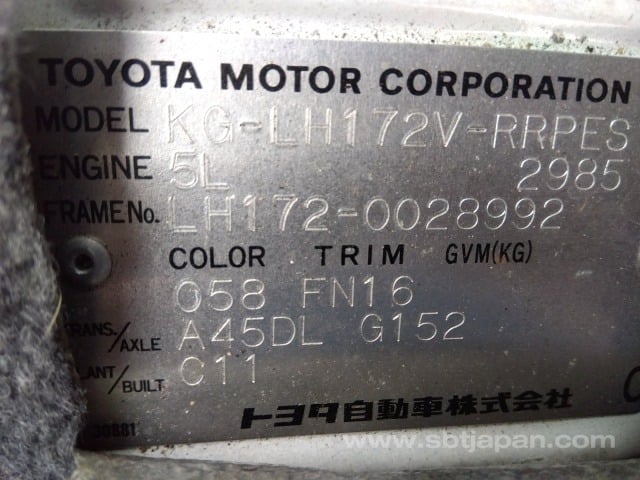 TOYOTA MOTOR CORPORATION
MODEL KG-LH172V-RRPES
ENGINE 5L 2985
FRAME No. LH172-0028992
COLOR TRIM GVM(KG)
058 FN16
TRANS./AXLE A45DL G152
PLANT/BUILT C11
トヨタ自動車株式会社
www.sbtjapan.com